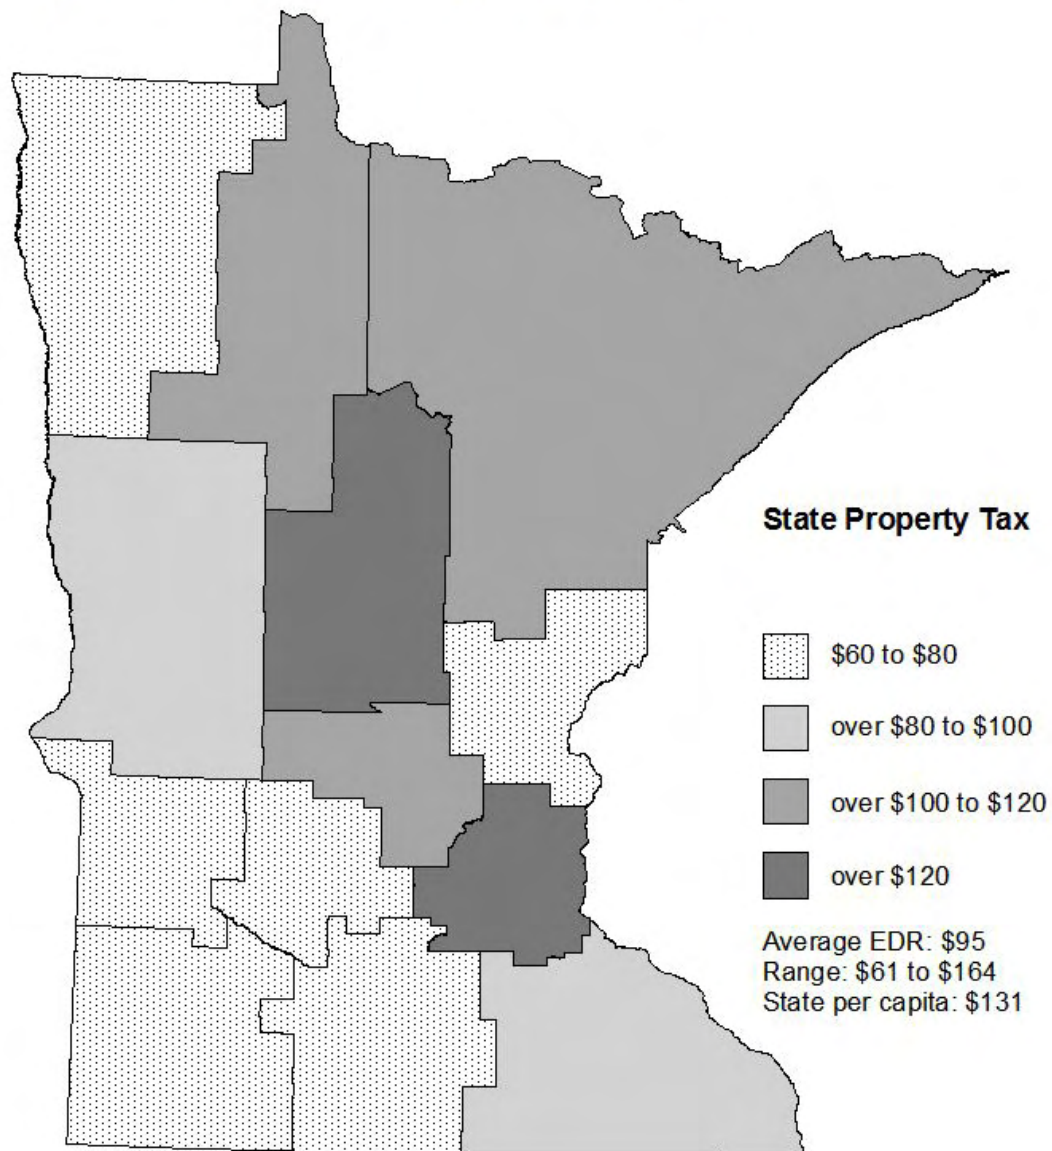 State Property Tax
$60 to $80
over $80 to $100
over $100 to $120
over $120
Average EDR: $95
Range: $61 to $164
State per capita: $131